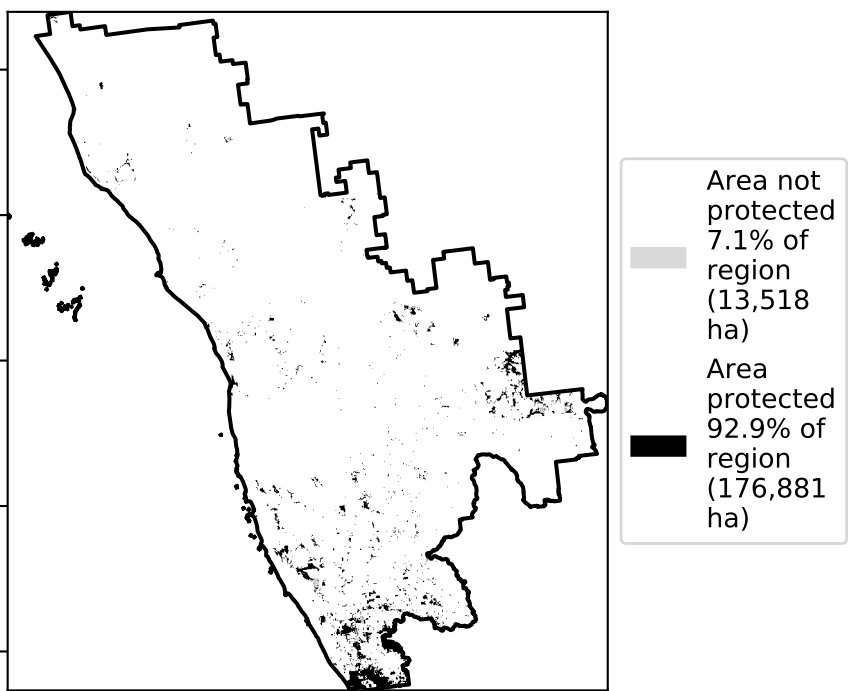 Area not
protected
7.1% of
region
(13,518
ha)
Area
protected
92.9% of
region
(176,881
ha)